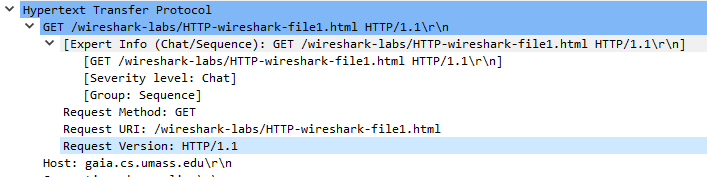 Hypertext Transfer Protocol
GET /wireshark-labs/HTTP-wireshark-file1.html HTTP/1.1\r\n
[Expert Info (Chat/Sequence): GET /wireshark-labs/HTTP-wireshark-file1.html HTTP/1.1\r\n]
[GET /wireshark-labs/HTTP-wireshark-file1.html HTTP/1.1\r\n]
[Severity level: Chat]
[Group: Sequence]
Request Method: GET
Request URI: /wireshark-labs/HTTP-wireshark-file1.html
Request Version: HTTP/1.1
Host: gaia.cs.umass.edu\r\n